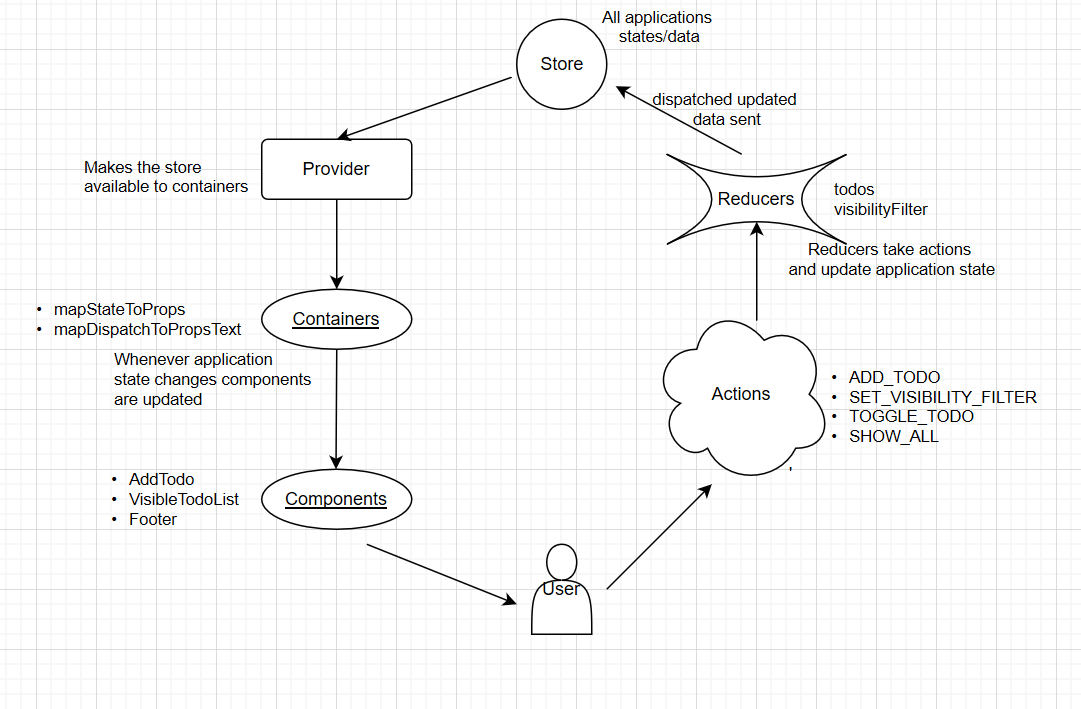 All applications
states/data
Store
dispatched updated
data sent
Makes the store
available to containers
Provider
Reducers
todos
visibilityFilter
Reducers take actions
and update application state
• mapStateToProps
• mapDispatchToPropsText
Containers
Whenever application
state changes components
are updated
Actions
• ADD_TODO
• SET_VISIBILITY_FILTER
• TOGGLE_TODO
• SHOW_ALL
,
• AddTodo
• VisibleTodoList
• Footer
Components
User